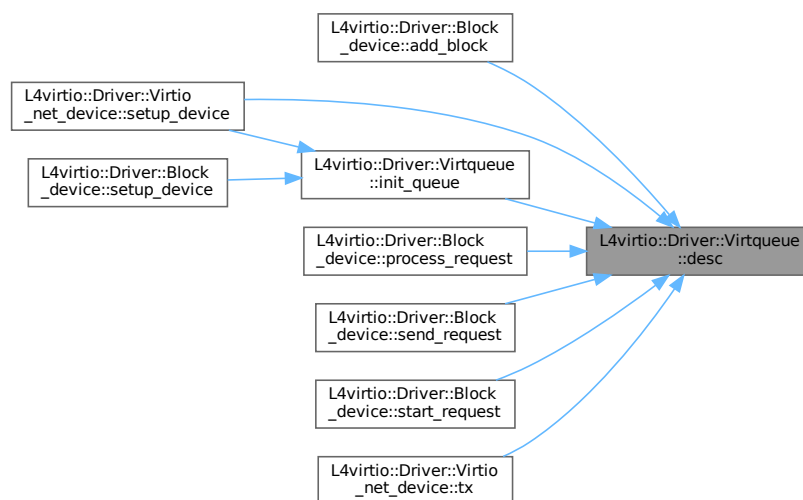 L4virtio::Driver::Block
_device::add_block
L4virtio::Driver::Virtio
_net_device::setup_device
L4virtio::Driver::Block
_device::setup_device
L4virtio::Driver::Virtqueue
::init_queue
L4virtio::Driver::Block
_device::process_request
L4virtio::Driver::Virtqueue
::desc
L4virtio::Driver::Block
_device::send_request
L4virtio::Driver::Block
_device::start_request
L4virtio::Driver::Virtio
_net_device::tx